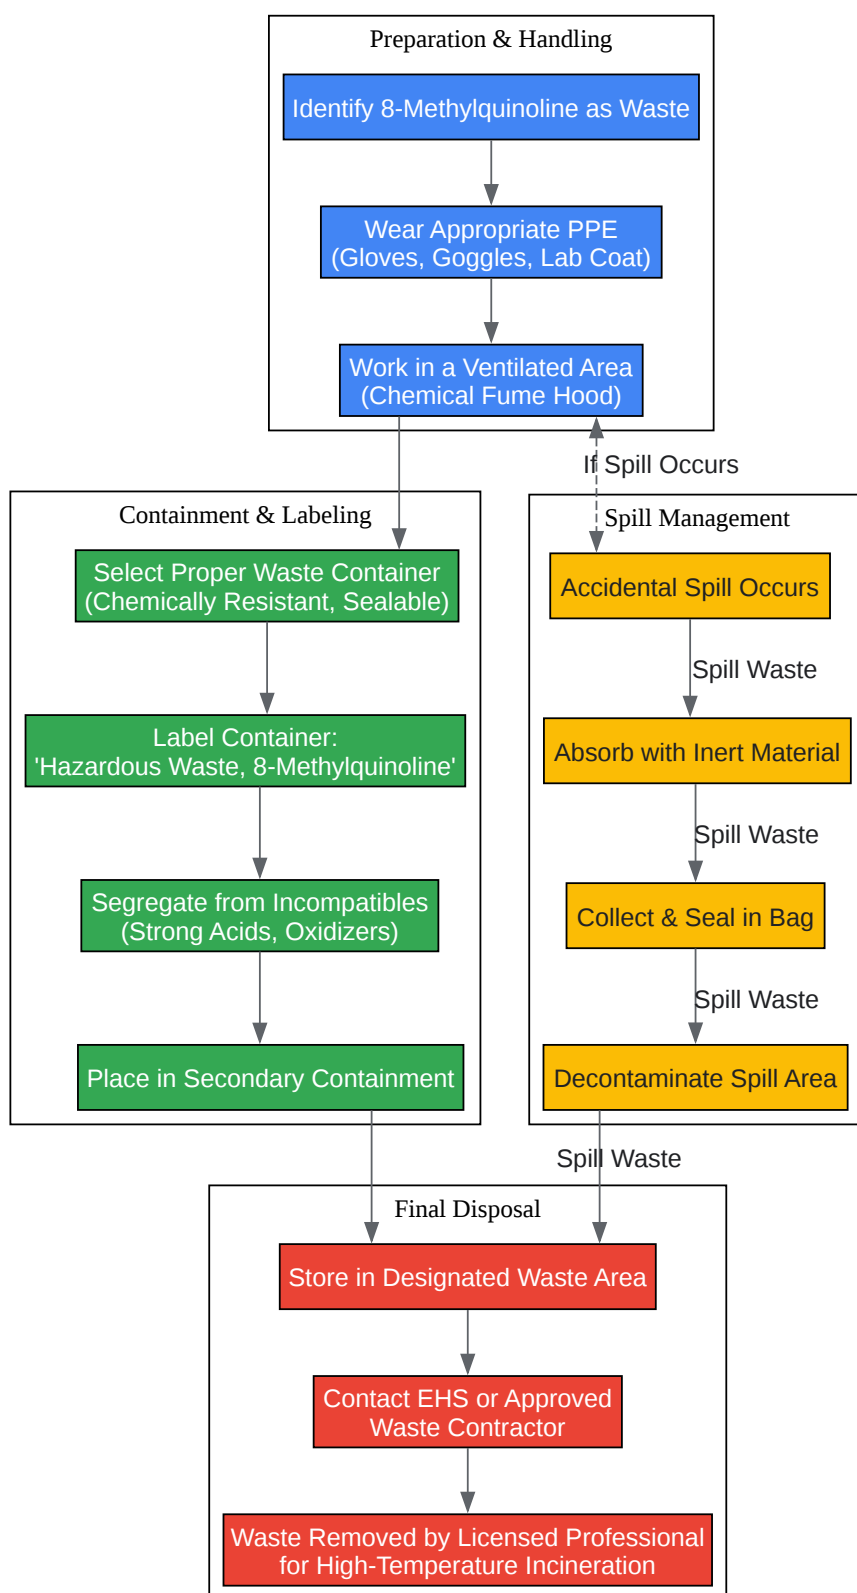 Preparation & Handling
Identify 8-Methylquinoline as Waste
Wear Appropriate PPE
(Gloves, Goggles, Lab Coat)
Work in a Ventilated Area
(Chemical Fume Hood)
If Spill Occurs
Containment & Labeling
Select Proper Waste Container
(Chemically Resistant, Sealable)
Label Container:
'Hazardous Waste, 8-Methylquinoline'
Segregate from Incompatibles
(Strong Acids, Oxidizers)
Place in Secondary Containment
Spill Management
Accidental Spill Occurs
Spill Waste
Absorb with Inert Material
Spill Waste
Collect & Seal in Bag
Spill Waste
Decontaminate Spill Area
Spill Waste
Final Disposal
Store in Designated Waste Area
Contact EHS or Approved
Waste Contractor
Waste Removed by Licensed Professional
for High-Temperature Incineration